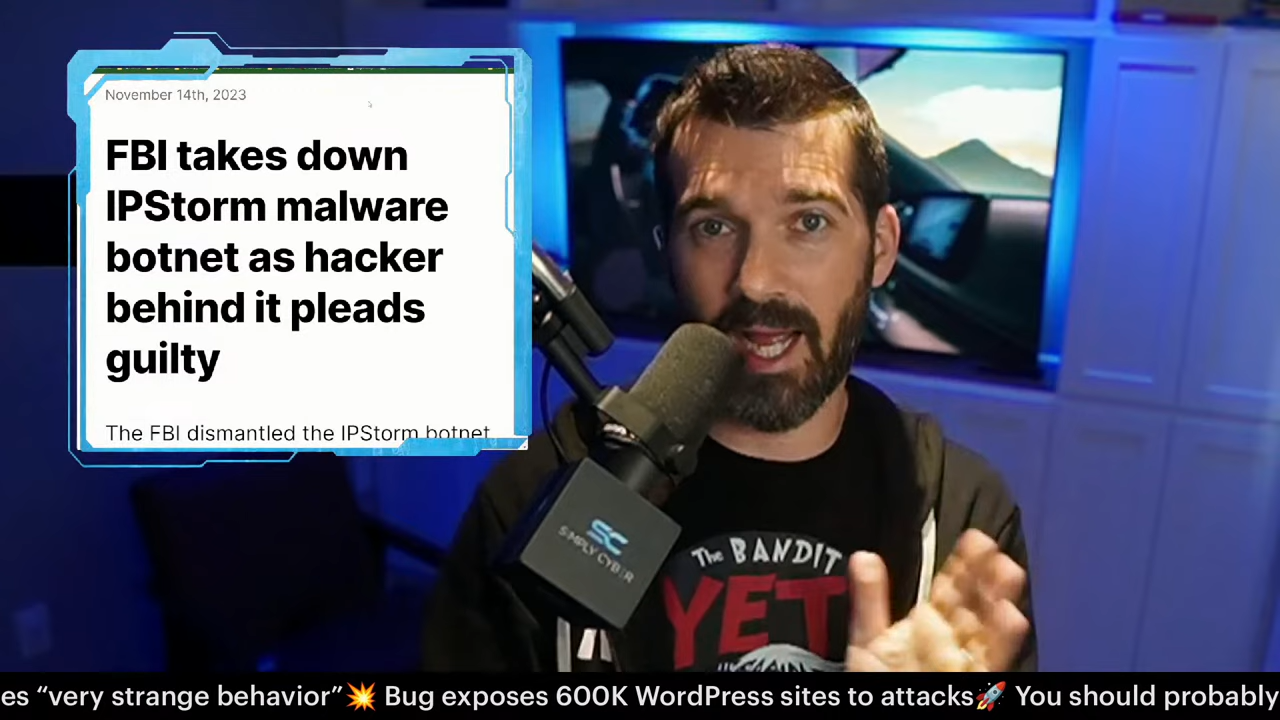 November 14th, 2023
FBI takes down
IPStorm malware
botnet as hacker
behind it pleads
guilty
The FBI dismantled the IPStorm botnet
SC
SIMPLY CYBER
The BANDIT
YETI
es “very strange behavior”💥 Bug exposes 600K WordPress sites to attacks🚀 You should probably